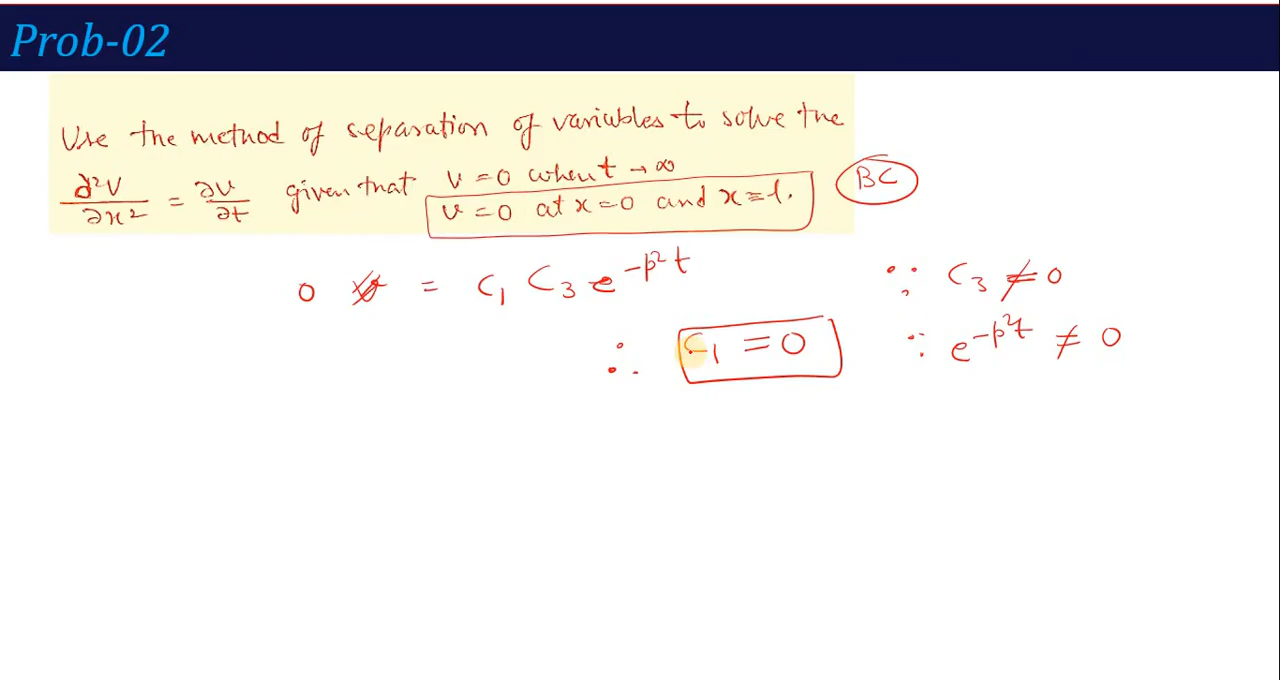 Prob-02
Use the method of separation of variables to solve the
∂²V/∂x² = ∂v/∂t given that v = 0 when t → ∞
v = 0 at x = 0 and x = l. BC
0 = C₁ C₃ e^{-p²t} ∵ C₃ ≠ 0
∴ C₁ = 0 ∵ e^{-p²t} ≠ 0